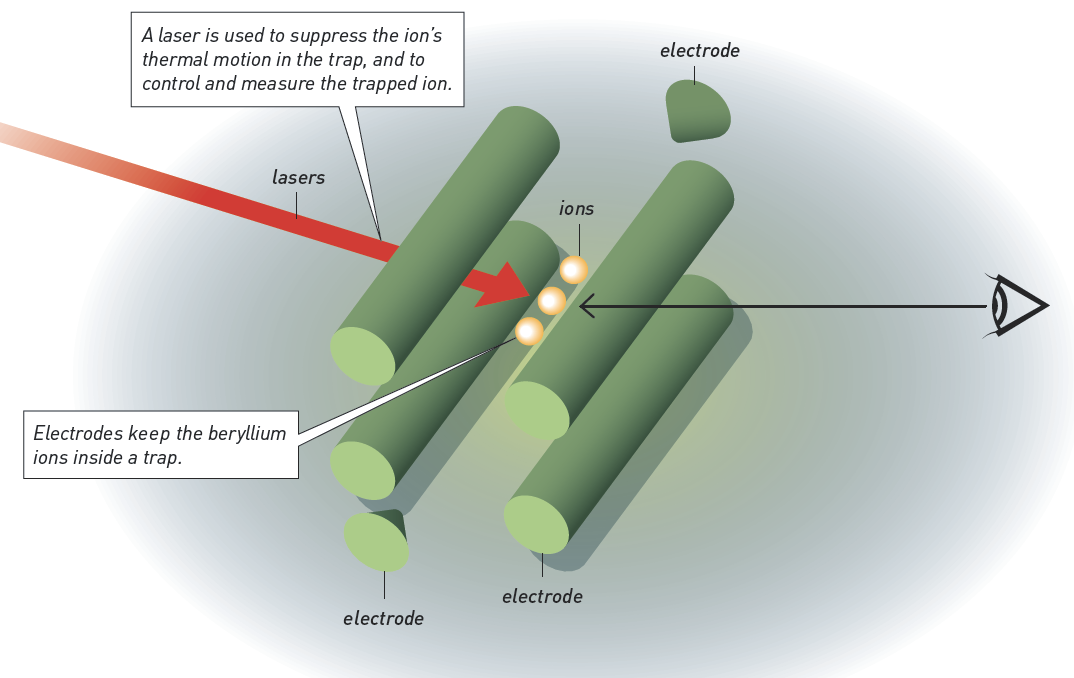 A laser is used to suppress the ion's
thermal motion in the trap, and to
control and measure the trapped ion.
electrode
lasers
ions
Electrodes keep the beryllium
ions inside a trap.
electrode
electrode